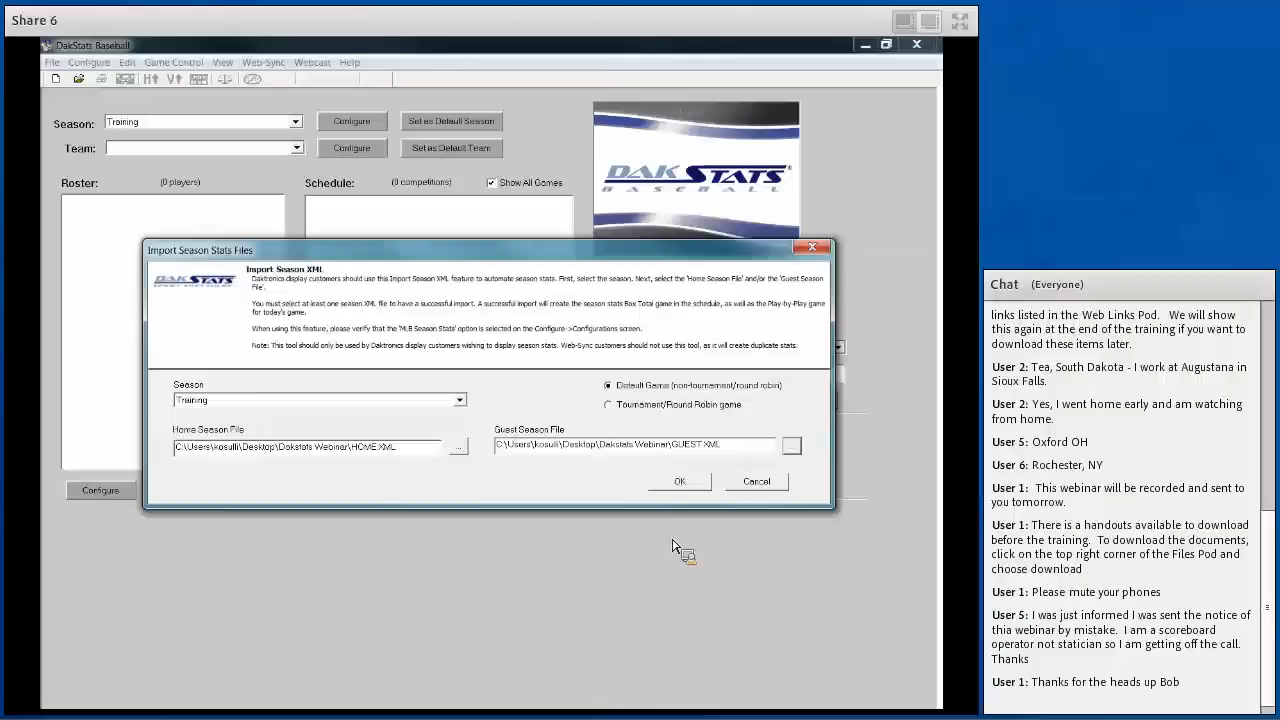 Share 6
DakStats Baseball
File Configure Edit Game Control View Web-Sync Webcast Help
Season: Training Configure Set as Default Season
Team: Configure Set as Default Team
Roster: (0 players) Schedule: (0 competitions) Show All Games
DAKSTATS
BASEBALL
Import Season Stats Files
DAKSTATS
Import Season XML
Daktronics display customers should use this Import Season XML feature to automate season stats. First, select the season. Next, select the 'Home Season File' and/or the 'Guest Season
File'.
You must select at least one season XML file to have a successful import. A successful import will create the season stats Box Total game in the schedule, as well as the Play-by-Play game
for today's game.
When using this feature, please verify that the 'MLB Season Stats' option is selected on the Configure->Configurations screen.
Note: This tool should only be used by Daktronics display customers wishing to display season stats. Web-Sync customers should not use this tool, as it will create duplicate stats.
Season
Training
Default Game (non-tournament/round robin)
Tournament/Round Robin game
Home Season File
C:\Users\kosulli\Desktop\Dakstats Webinar\HOME.XML ...
Guest Season File
C:\Users\kosulli\Desktop\Dakstats Webinar\GUEST.XML
OK Cancel
Configure
Chat (Everyone)
links listed in the Web Links Pod. We will show
this again at the end of the training if you want to
download these items later.
User 2: Tea, South Dakota - I work at Augustana in
Sioux Falls.
User 2: Yes, I went home early and am watching
from home.
User 5: Oxford OH
User 6: Rochester, NY
User 1: This webinar will be recorded and sent to
you tomorrow.
User 1: There is a handouts available to download
before the training. To download the documents,
click on the top right corner of the Files Pod and
choose download
User 1: Please mute your phones
User 5: I was just informed I was sent the notice of
thia webinar by mistake. I am a scoreboard
operator not statician so I am getting off the call.
Thanks
User 1: Thanks for the heads up Bob